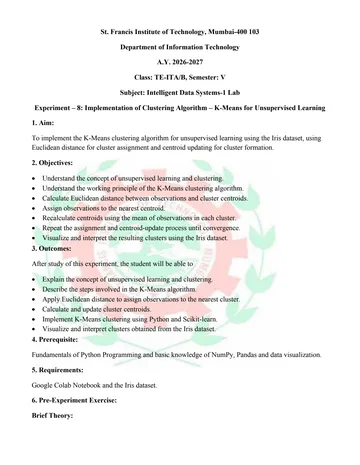 St. Francis Institute of Technology, Mumbai-400 103
Department of Information Technology
A.Y. 2026-2027
Class: TE-ITA/B, Semester: V
Subject: Intelligent Data Systems-1 Lab
Experiment – 8: Implementation of Clustering Algorithm – K-Means for Unsupervised Learning
1. Aim:
To implement the K-Means clustering algorithm for unsupervised learning using the Iris dataset, using
Euclidean distance for cluster assignment and centroid updating for cluster formation.
2. Objectives:
• Understand the concept of unsupervised learning and clustering.
• Understand the working principle of the K-Means clustering algorithm.
• Calculate Euclidean distance between observations and cluster centroids.
• Assign observations to the nearest centroid.
• Recalculate centroids using the mean of observations in each cluster.
• Repeat the assignment and centroid-update process until convergence.
• Visualize and interpret the resulting clusters using the Iris dataset.
3. Outcomes:
After study of this experiment, the student will be able to
• Explain the concept of unsupervised learning and clustering.
• Describe the steps involved in the K-Means algorithm.
• Apply Euclidean distance to assign observations to the nearest cluster.
• Calculate and update cluster centroids.
• Implement K-Means clustering using Python and Scikit-learn.
• Visualize and interpret clusters obtained from the Iris dataset.
4. Prerequisite:
Fundamentals of Python Programming and basic knowledge of NumPy, Pandas and data visualization.
5. Requirements:
Google Colab Notebook and the Iris dataset.
6. Pre-Experiment Exercise:
Brief Theory: